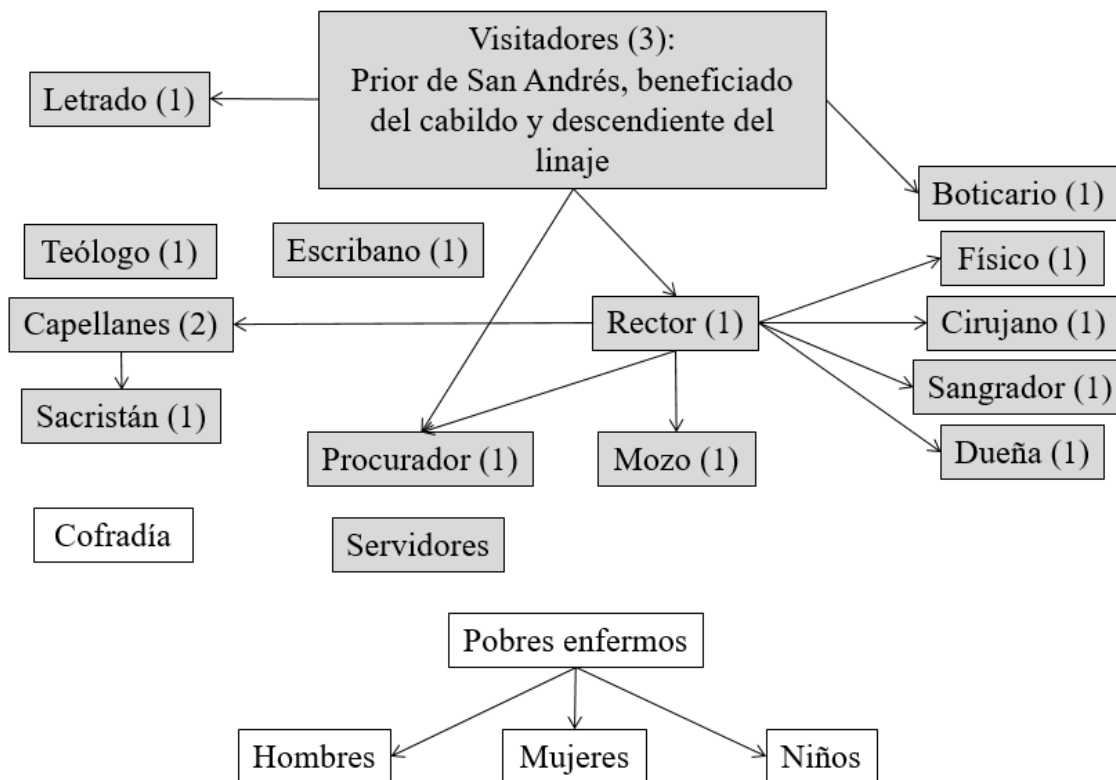 Visitadores (3):
Prior de San Andrés, beneficiado
del cabildo y descendiente del
linaje
Letrado (1)
Boticario (1)
Teólogo (1)
Escribano (1)
Físico (1)
Capellanes (2)
Rector (1)
Cirujano (1)
Sangrador (1)
Sacristán (1)
Procurador (1)
Mozo (1)
Dueña (1)
Cofradía
Servidores
Pobres enfermos
Hombres
Mujeres
Niños